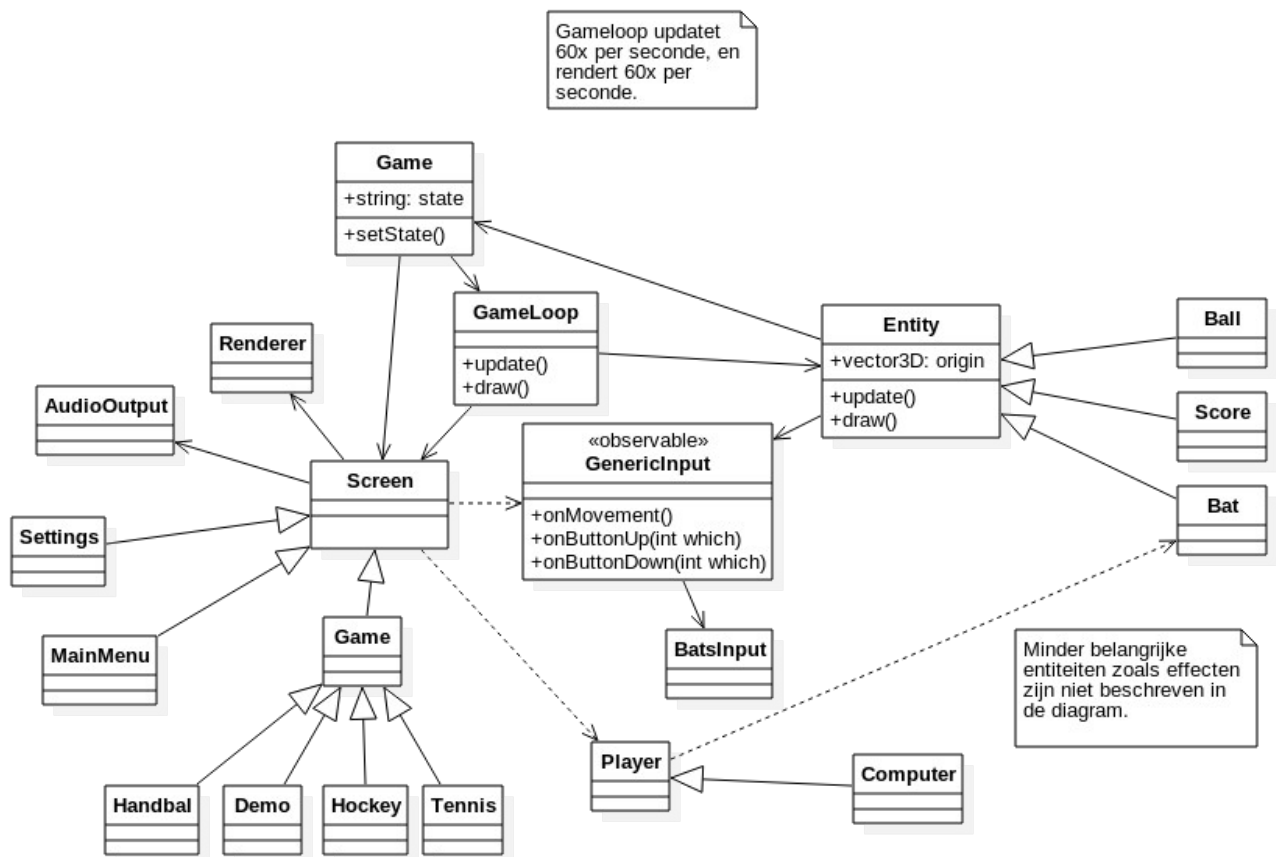 Gameloop updatet
60x per seconde, en
rendert 60x per
seconde.
Game
+string: state
+setState()
GameLoop
+update()
+draw()
Entity
+vector3D: origin
+update()
+draw()
Ball
Score
Bat
Renderer
AudioOutput
Screen
«observable»
GenericInput
+onMovement()
+onButtonUp(int which)
+onButtonDown(int which)
Settings
MainMenu
Game
BatsInput
Minder belangrijke
entiteiten zoals effecten
zijn niet beschreven in
de diagram.
Player
Computer
Handbal
Demo
Hockey
Tennis